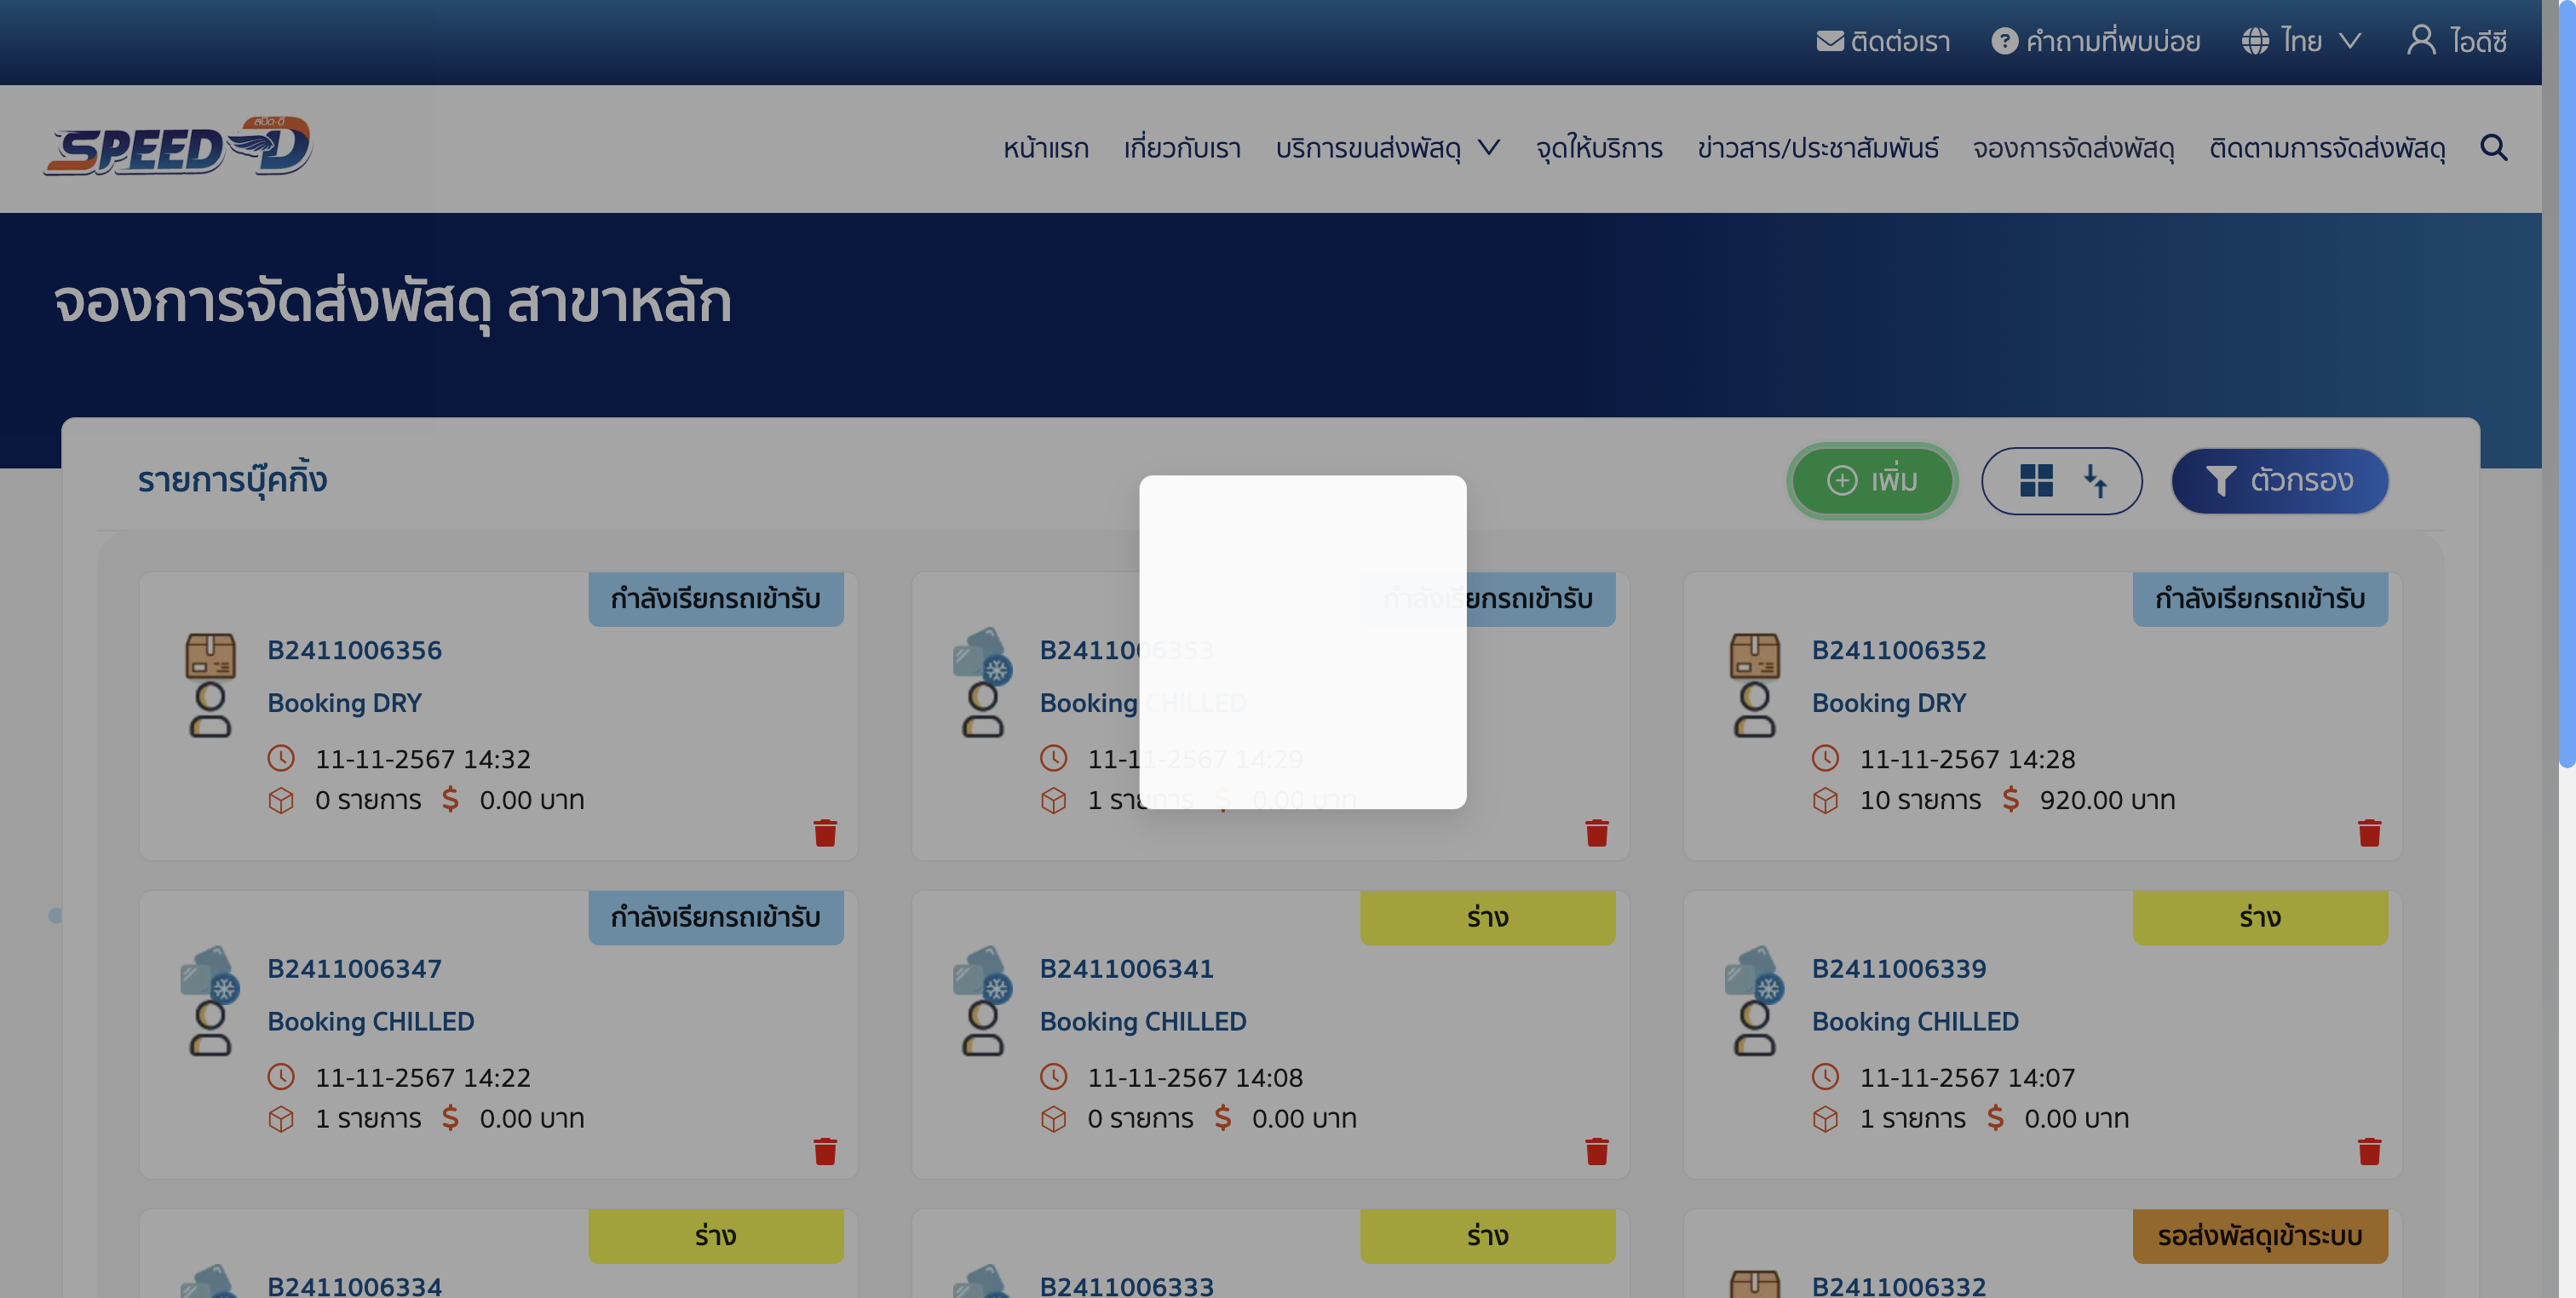 ติดต่อเรา คำถามที่พบบ่อย ไทย ไอดีซี
สปีด-ดี
SPEED-D
หน้าแรก เกี่ยวกับเรา บริการขนส่งพัสดุ จุดให้บริการ ข่าวสาร/ประชาสัมพันธ์ จองการจัดส่งพัสดุ ติดตามการจัดส่งพัสดุ
จองการจัดส่งพัสดุ สาขาหลัก
รายการบุ๊คกิ้ง เพิ่ม ตัวกรอง
กำลังเรียกรถเข้ารับ
B2411006356
Booking DRY
11-11-2567 14:32
0 รายการ $ 0.00 บาท
กำลังเรียกรถเข้ารับ
B2411006353
Booking CHILLED
11-11-2567 14:29
1 รายการ $ 0.00 บาท
กำลังเรียกรถเข้ารับ
B2411006352
Booking DRY
11-11-2567 14:28
10 รายการ $ 920.00 บาท
กำลังเรียกรถเข้ารับ
B2411006347
Booking CHILLED
11-11-2567 14:22
1 รายการ $ 0.00 บาท
ร่าง
B2411006341
Booking CHILLED
11-11-2567 14:08
0 รายการ $ 0.00 บาท
ร่าง
B2411006339
Booking CHILLED
11-11-2567 14:07
1 รายการ $ 0.00 บาท
ร่าง
B2411006334
ร่าง
B2411006333
รอส่งพัสดุเข้าระบบ
B2411006332